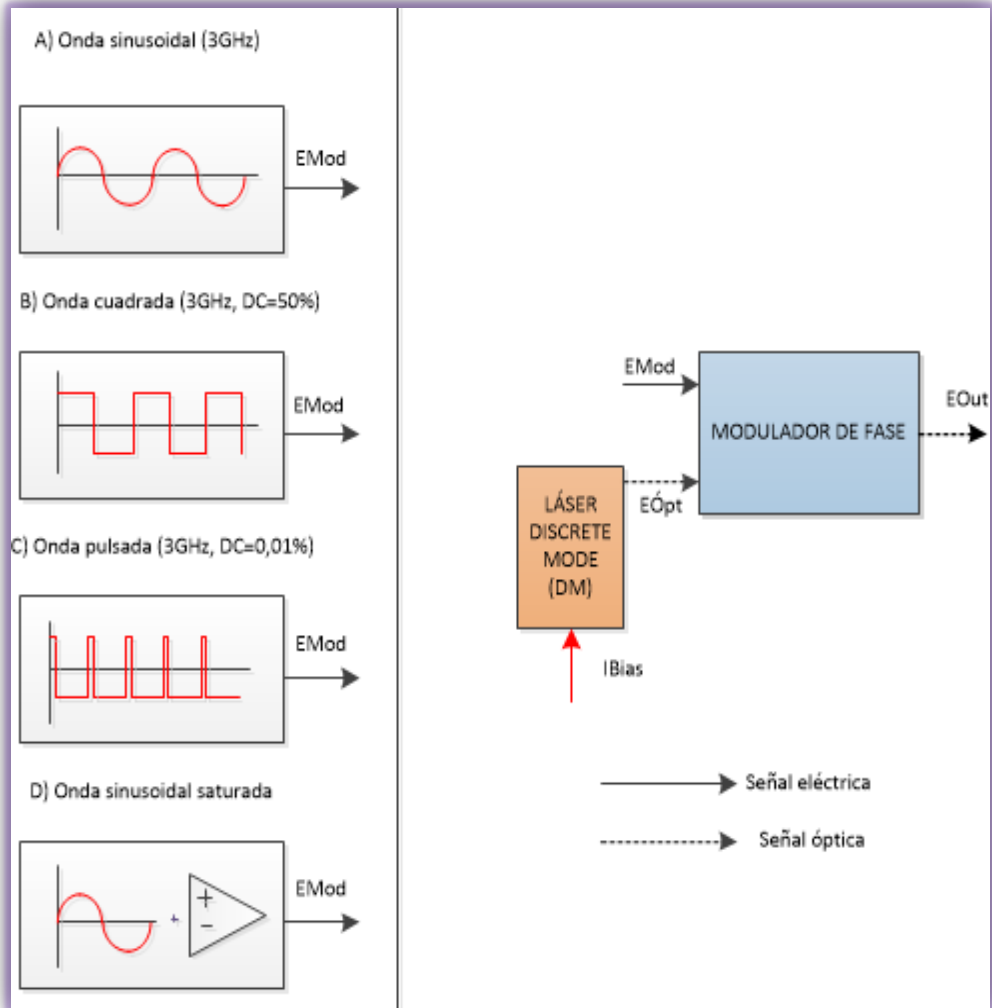 A) Onda sinusoidal (3GHz)
EMod
B) Onda cuadrada (3GHz, DC=50%)
EMod
C) Onda pulsada (3GHz, DC=0,01%)
EMod
D) Onda sinusoidal saturada
+
-
+
EMod
EMod
MODULADOR DE FASE
EOut
EÓpt
LÁSER
DISCRETE
MODE
(DM)
IBias
Señal eléctrica
Señal óptica